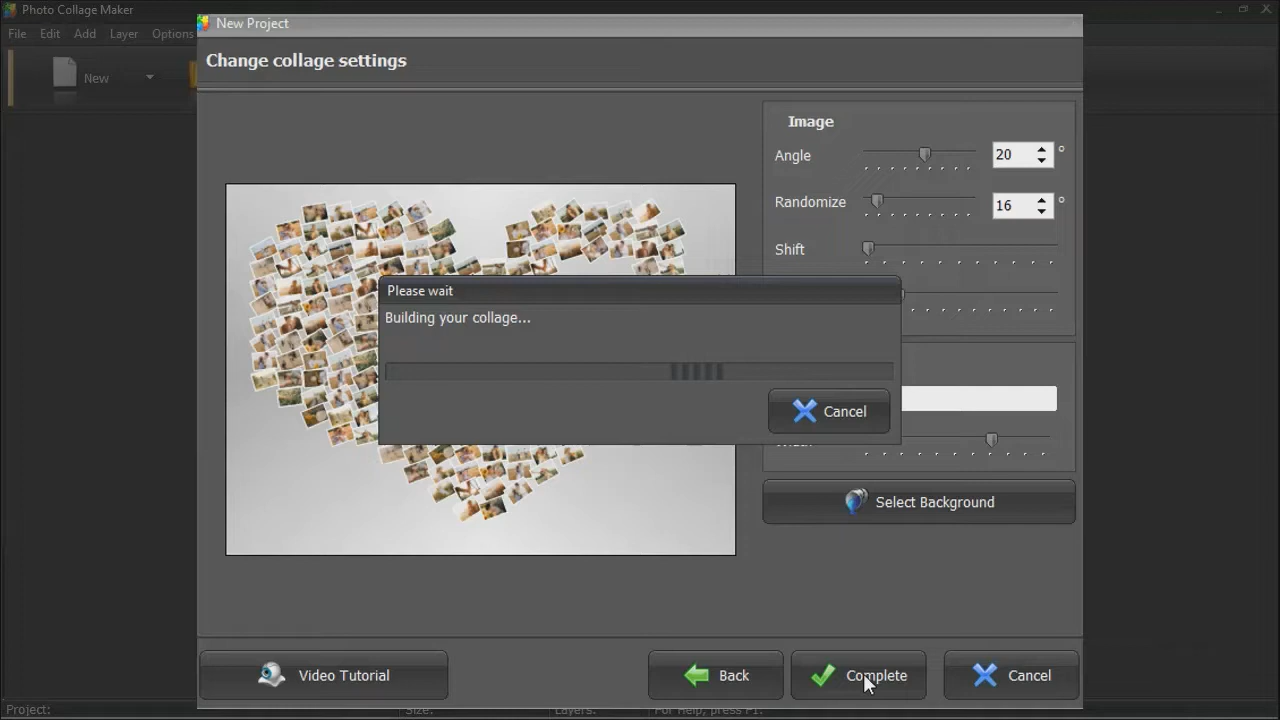 Photo Collage Maker
File Edit Add Layer Options
New
New Project
Change collage settings
Image
Angle 20 °
Randomize 16 °
Shift
Please wait
Building your collage...
Cancel
Select Background
Video Tutorial Back Complete Cancel
Project: Size: Layers: For Help, press F1.